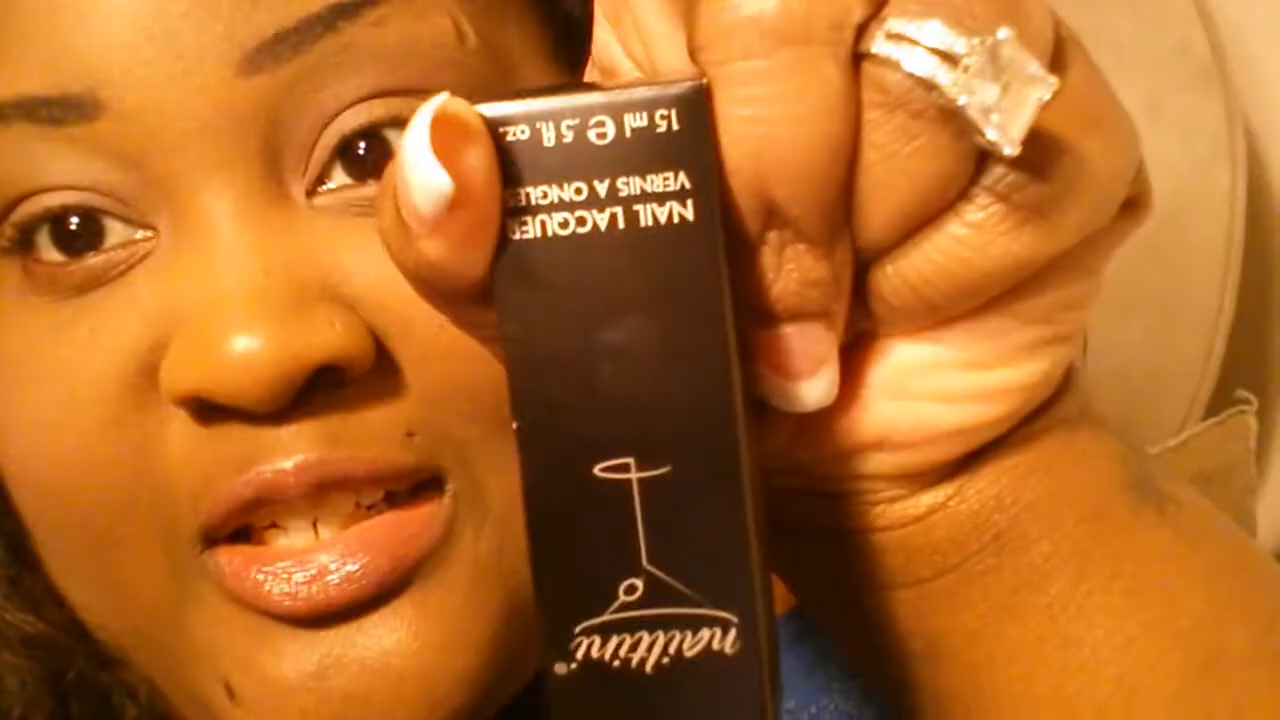 nailtini®
NAIL LACQUER
VERNIS A ONGLES
15 ml ℮ .5 fl. oz.